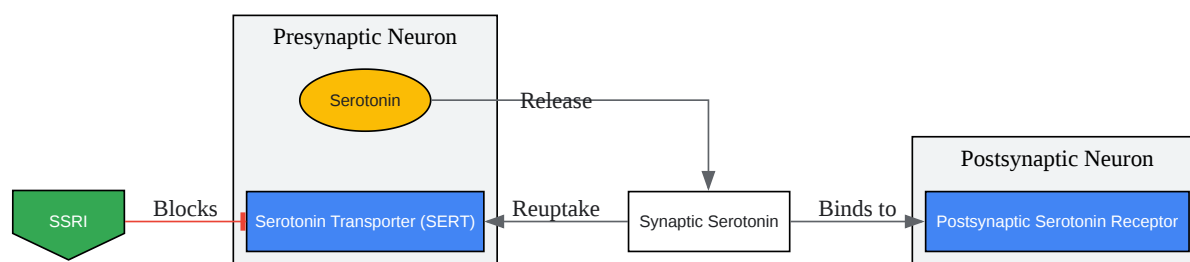 Presynaptic Neuron
Serotonin
Release
Postsynaptic Neuron
SSRI
Blocks
Serotonin Transporter (SERT)
Reuptake
Synaptic Serotonin
Binds to
Postsynaptic Serotonin Receptor